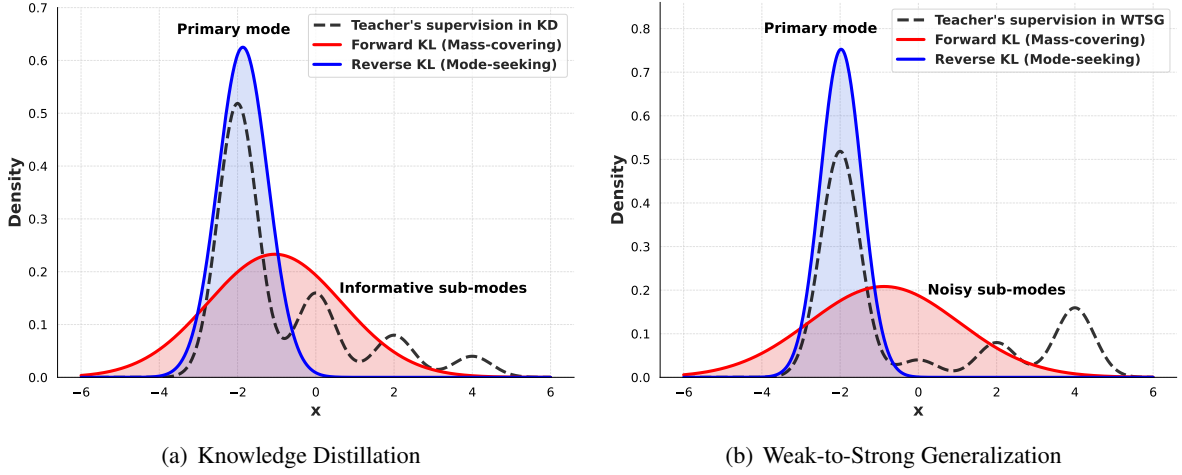 0.7
0.6
0.5
0.4
0.3
0.2
0.1
0.0
Density
−6
−4
−2
0
2
4
6
x
Primary mode
Teacher's supervision in KD
Forward KL (Mass-covering)
Reverse KL (Mode-seeking)
Informative sub-modes
(a) Knowledge Distillation
0.8
0.7
0.6
0.5
0.4
0.3
0.2
0.1
0.0
Density
−6
−4
−2
0
2
4
6
x
Primary mode
Teacher's supervision in WTSG
Forward KL (Mass-covering)
Reverse KL (Mode-seeking)
Noisy sub-modes
(b) Weak-to-Strong Generalization